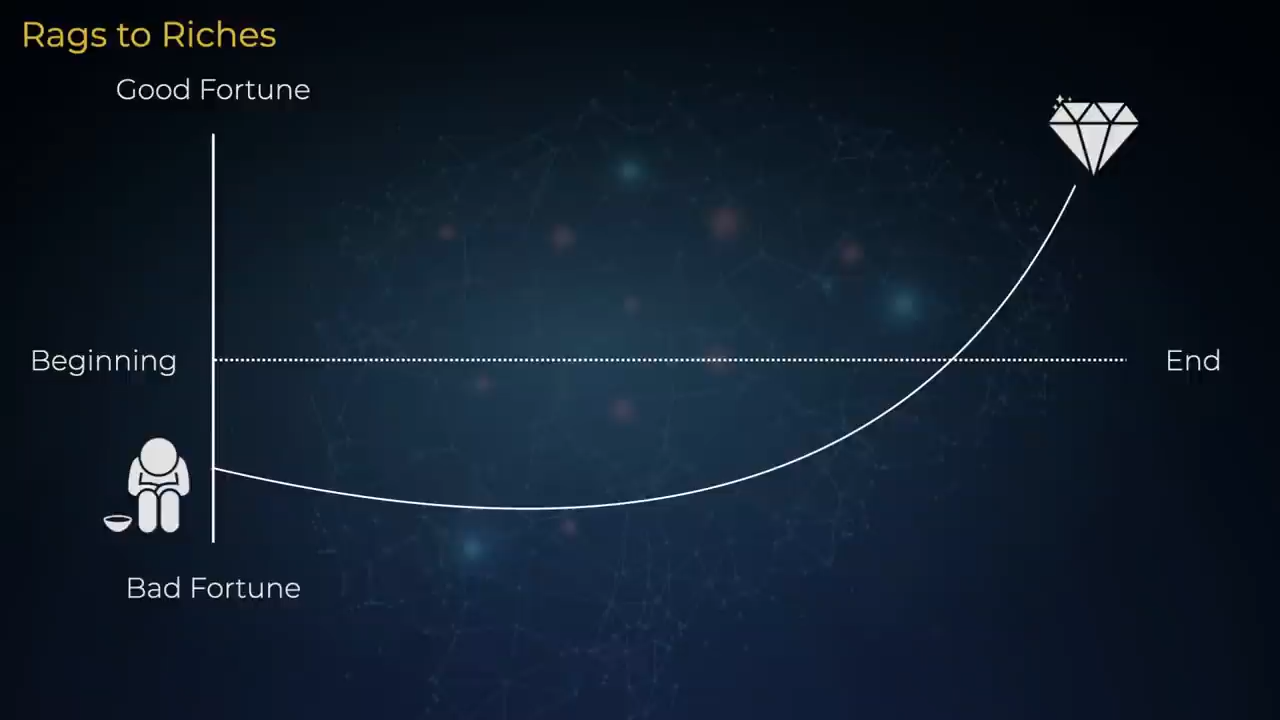 Rags to Riches
Good Fortune
Beginning
End
Bad Fortune